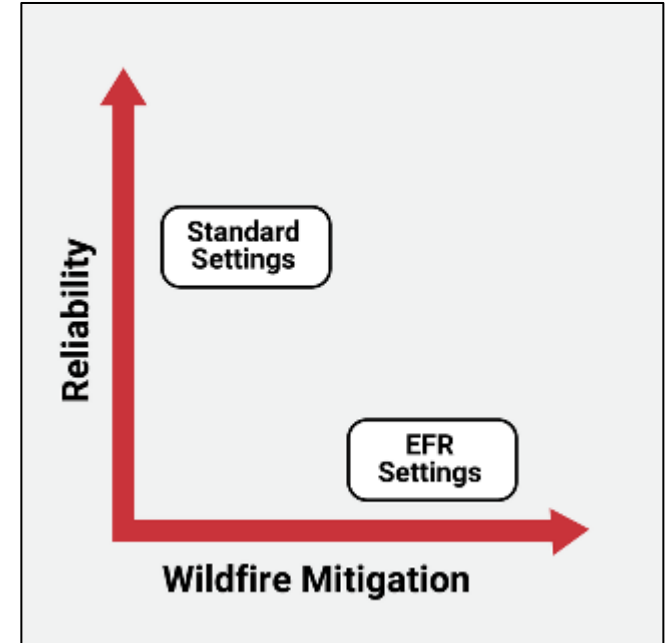 Standard
Settings
Reliability
EFR
Settings
Wildfire Mitigation